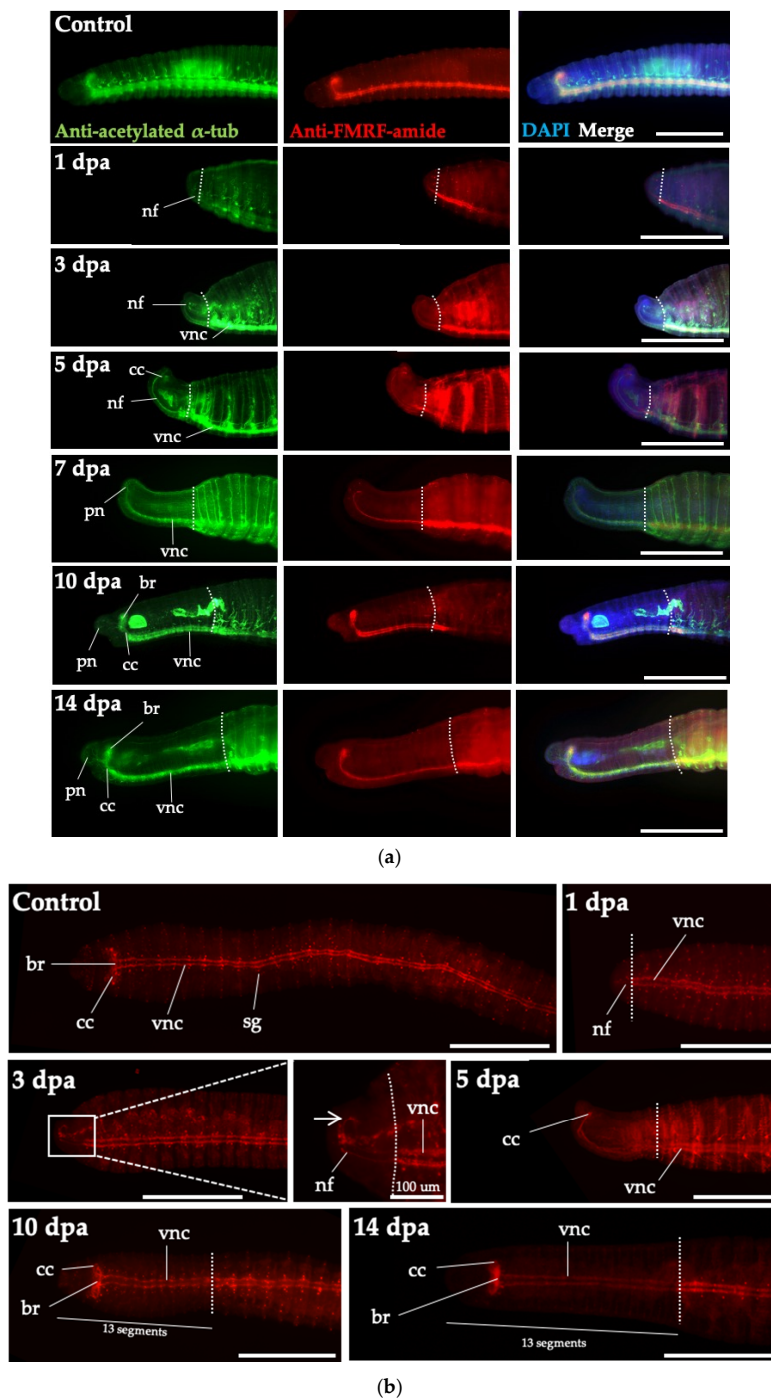 Control
Anti-acetylated α-tub
Anti-FMRF-amide
DAPI Merge
1 dpa
nf
3 dpa
nf
vnc
5 dpa
cc
nf
vnc
7 dpa
pn
vnc
10 dpa
br
pn
cc
vnc
14 dpa
br
pn
cc
vnc
(a)
Control
br
cc
vnc
sg
1 dpa
vnc
nf
3 dpa
vnc
nf
100 um
5 dpa
cc
vnc
10 dpa
vnc
cc
br
13 segments
14 dpa
vnc
cc
br
13 segments
(b)